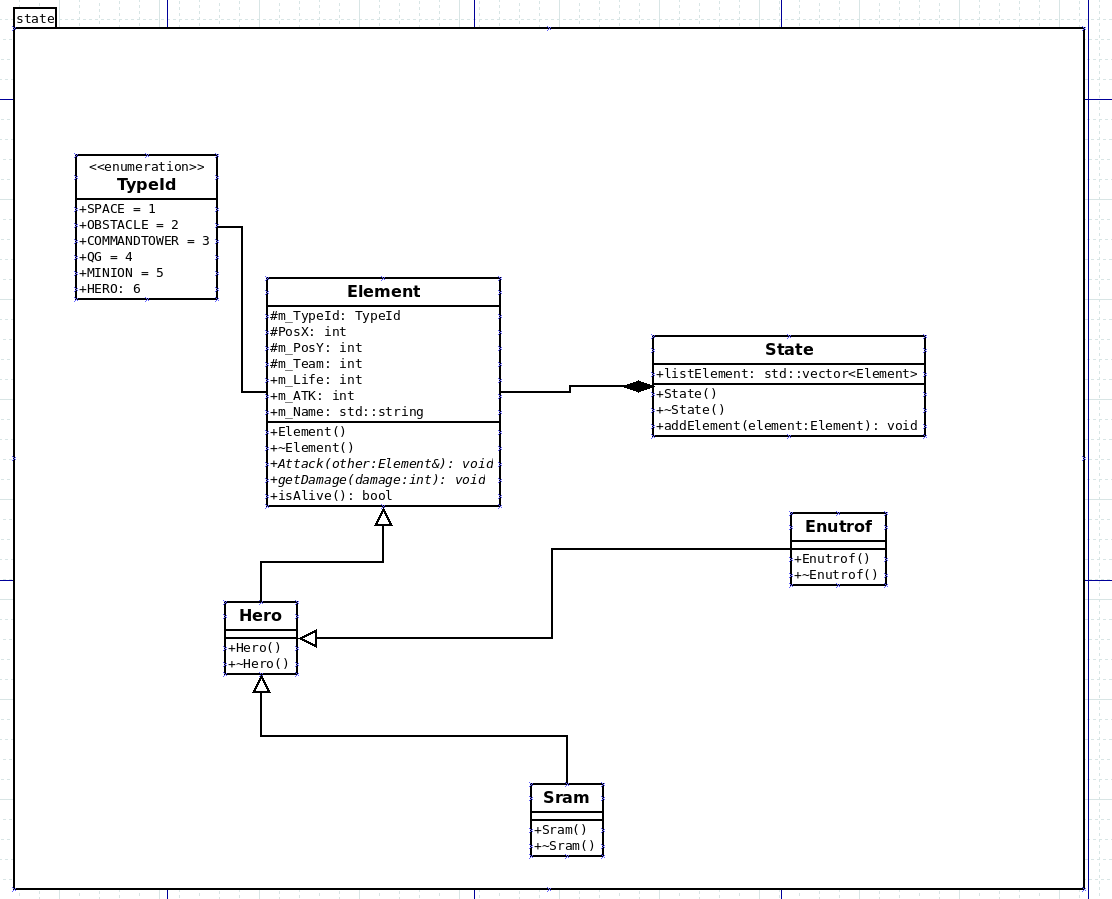 state
<<enumeration>>
TypeId
+SPACE = 1
+OBSTACLE = 2
+COMMANDTOWER = 3
+QG = 4
+MINION = 5
+HERO: 6
Element
#m_TypeId: TypeId
#PosX: int
#m_PosY: int
#m_Team: int
+m_Life: int
+m_ATK: int
+m_Name: std::string
+Element()
+~Element()
+Attack(other:Element&): void
+getDamage(damage:int): void
+isAlive(): bool
State
+listElement: std::vector<Element>
+State()
+~State()
+addElement(element:Element): void
Enutrof
+Enutrof()
+~Enutrof()
Hero
+Hero()
+~Hero()
Sram
+Sram()
+~Sram()